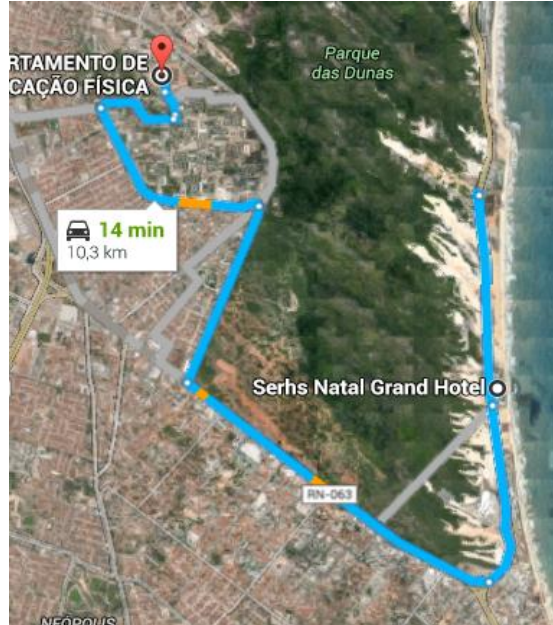 RTAMENTO DE
CAÇÃO FÍSICA
Parque
das Dunas
14 min
10,3 km
Serhs Natal Grand Hotel
RN-063
NEÓPOLIS